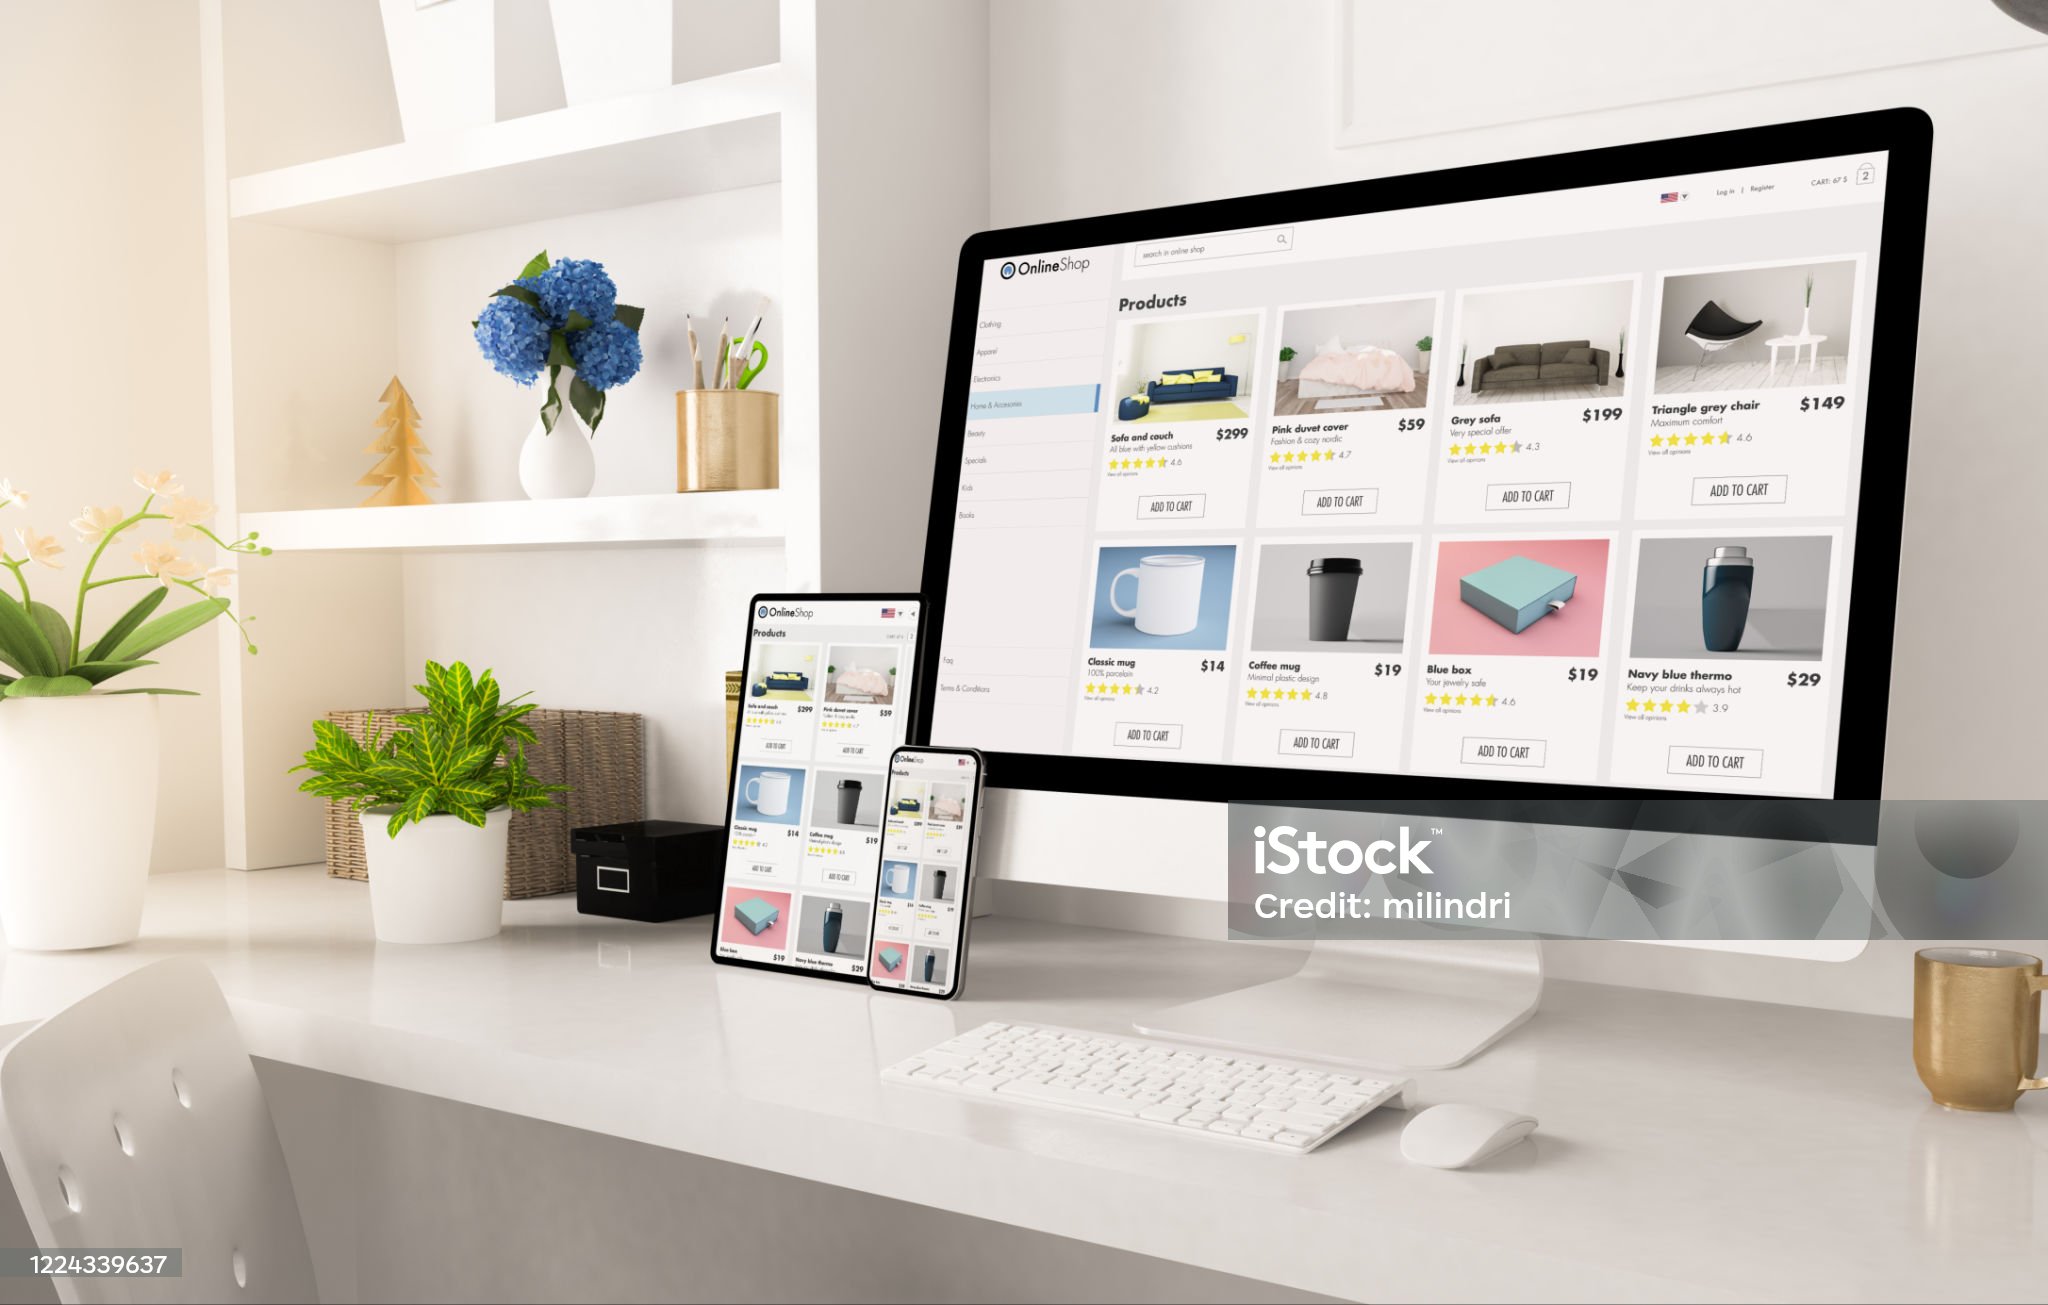 OnlineShop
search in online shop
Log in | Register
CART: 67 $ 2
Clothing
Apparel
Electronics
Home & Accesories
Beauty
Specials
Kids
Books
Faq
Terms & Conditions
Products
Sofa and couch $299
All blue with yellow cushions
4.6
View all opinions
ADD TO CART
Pink duvet cover $59
Fashion & cozy nordic
4.7
View all opinions
ADD TO CART
Grey sofa $199
Very special offer
4.3
View all opinions
ADD TO CART
Triangle grey chair $149
Maximum comfort
4.6
View all opinions
ADD TO CART
Classic mug $14
100% porcelain
4.2
View all opinions
ADD TO CART
Coffee mug $19
Minimal plastic design
4.8
View all opinions
ADD TO CART
Blue box $19
Your jewelry safe
4.6
View all opinions
ADD TO CART
Navy blue thermo $29
Keep your drinks always hot
3.9
View all opinions
ADD TO CART
OnlineShop
Products
Sofa and couch $299
ADD TO CART
Pink duvet cover $59
ADD TO CART
Classic mug $14
ADD TO CART
Coffee mug $19
ADD TO CART
Blue box $19
Navy blue thermo $29
OnlineShop
Products
iStock™
Credit: milindri
1224339637